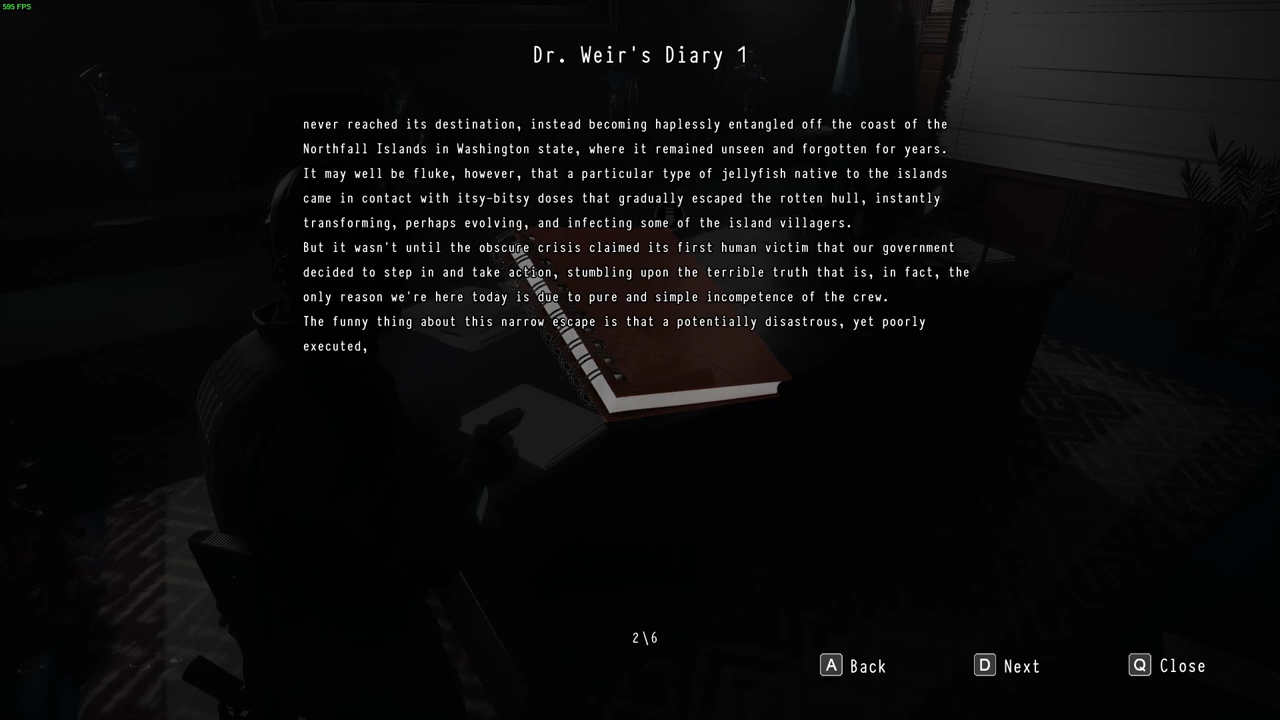 595 FPS
Dr. Weir's Diary 1
never reached its destination, instead becoming haplessly entangled off the coast of the
Northfall Islands in Washington state, where it remained unseen and forgotten for years.
It may well be fluke, however, that a particular type of jellyfish native to the islands
came in contact with itsy-bitsy doses that gradually escaped the rotten hull, instantly
transforming, perhaps evolving, and infecting some of the island villagers.
But it wasn't until the obscure crisis claimed its first human victim that our government
decided to step in and take action, stumbling upon the terrible truth that is, in fact, the
only reason we're here today is due to pure and simple incompetence of the crew.
The funny thing about this narrow escape is that a potentially disastrous, yet poorly
executed,
2\6
A Back
D Next
Q Close